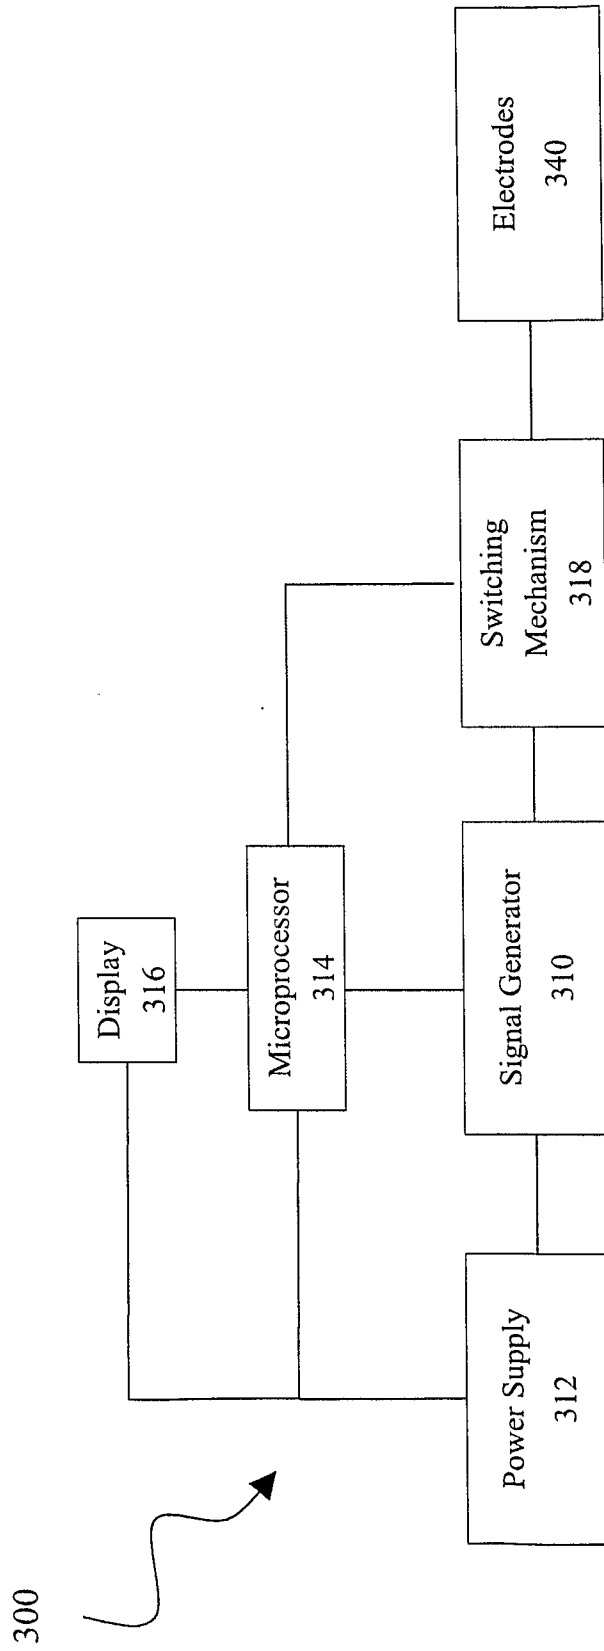 300
Display
316
Microprocessor
314
Power Supply
312
Signal Generator
310
Switching
Mechanism
318
Electrodes
340